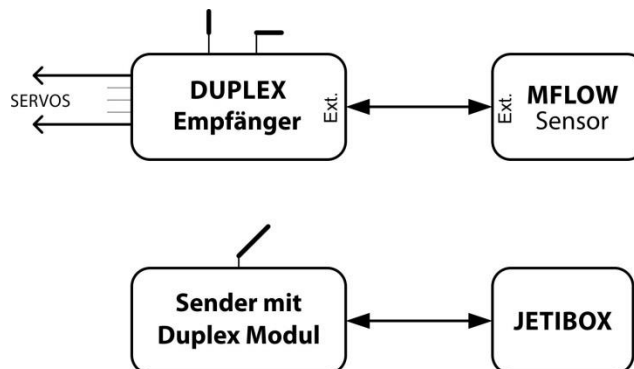 DUPLEX
Empfänger
Ext.
SERVOS
Ext.
MFLOW
Sensor
Sender mit
Duplex Modul
JETIBOX